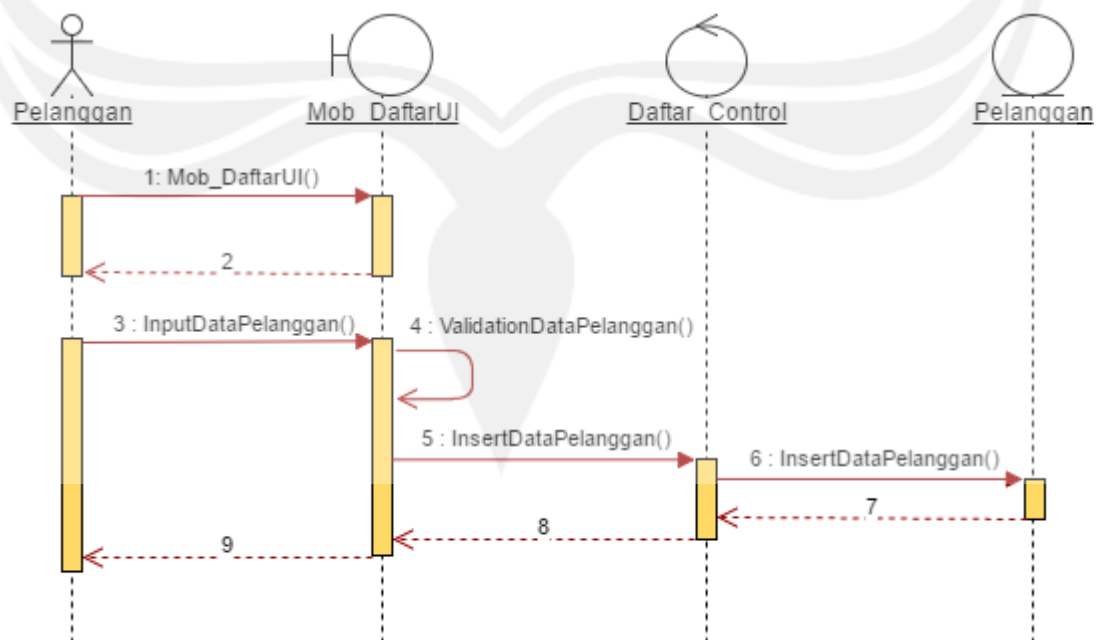 Pelanggan
Mob_DaftarUI
Daftar_Control
Pelanggan
1: Mob_DaftarUI()
2
3 : InputDataPelanggan()
4 : ValidationDataPelanggan()
5 : InsertDataPelanggan()
6 : InsertDataPelanggan()
7
8
9